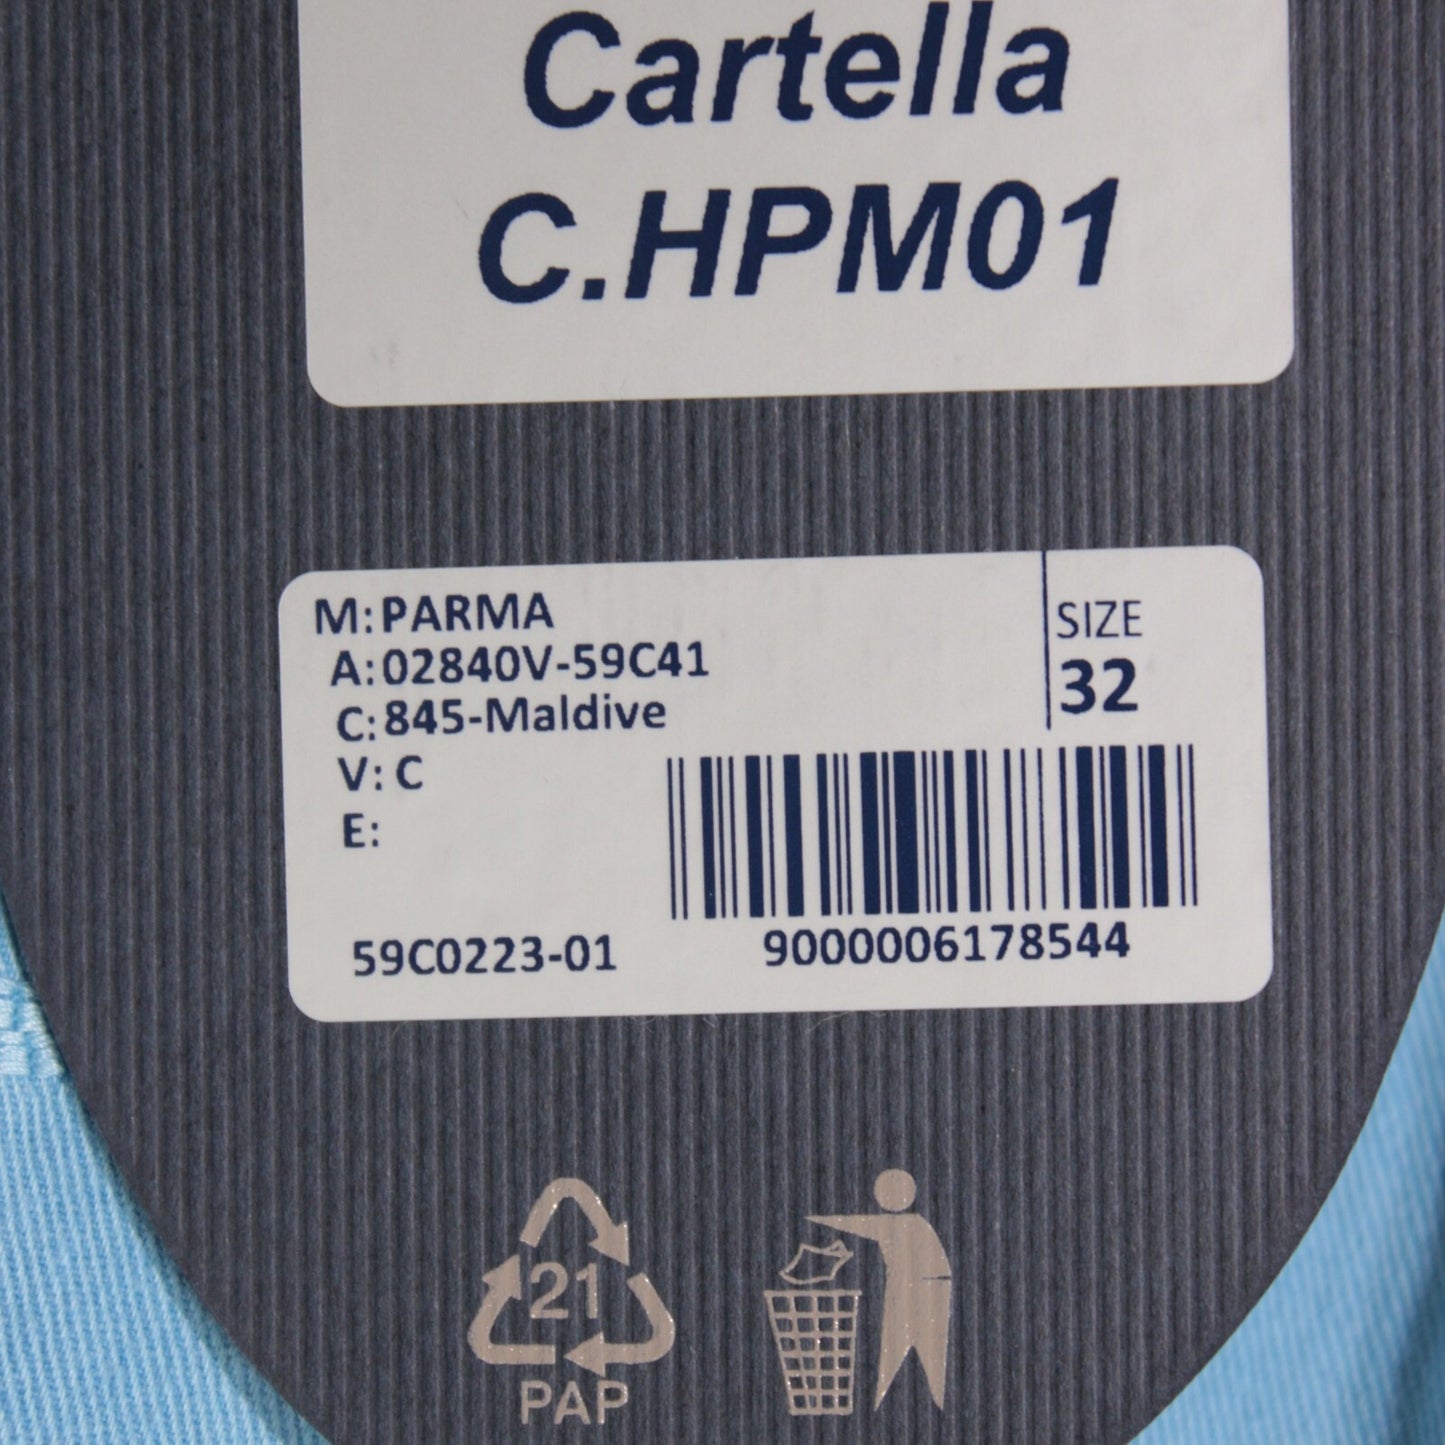 Cartella
C.HPM01
M: PARMA
A: 02840V-59C41
C: 845-Maldive
V: C
E:
SIZE
32
59C0223-01
9000006178544
21
PAP